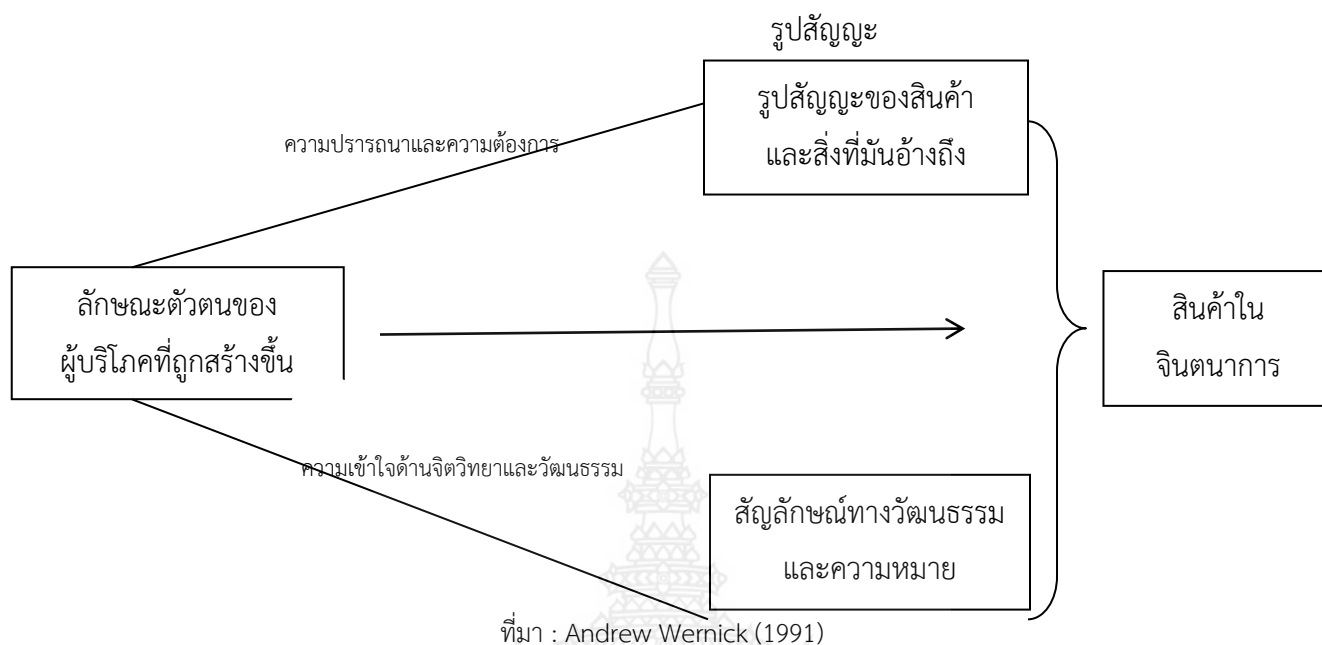 รูปสัญญะ
รูปสัญญะของสินค้า
และสิ่งที่มันอ้างถึง
ความปรารถนาและความต้องการ
ลักษณะตัวตนของ
ผู้บริโภคที่ถูกสร้างขึ้น
สินค้าใน
จินตนาการ
ความเข้าใจด้านจิตวิทยาและวัฒนธรรม
สัญลักษณ์ทางวัฒนธรรม
และความหมาย
ที่มา : Andrew Wernick (1991)